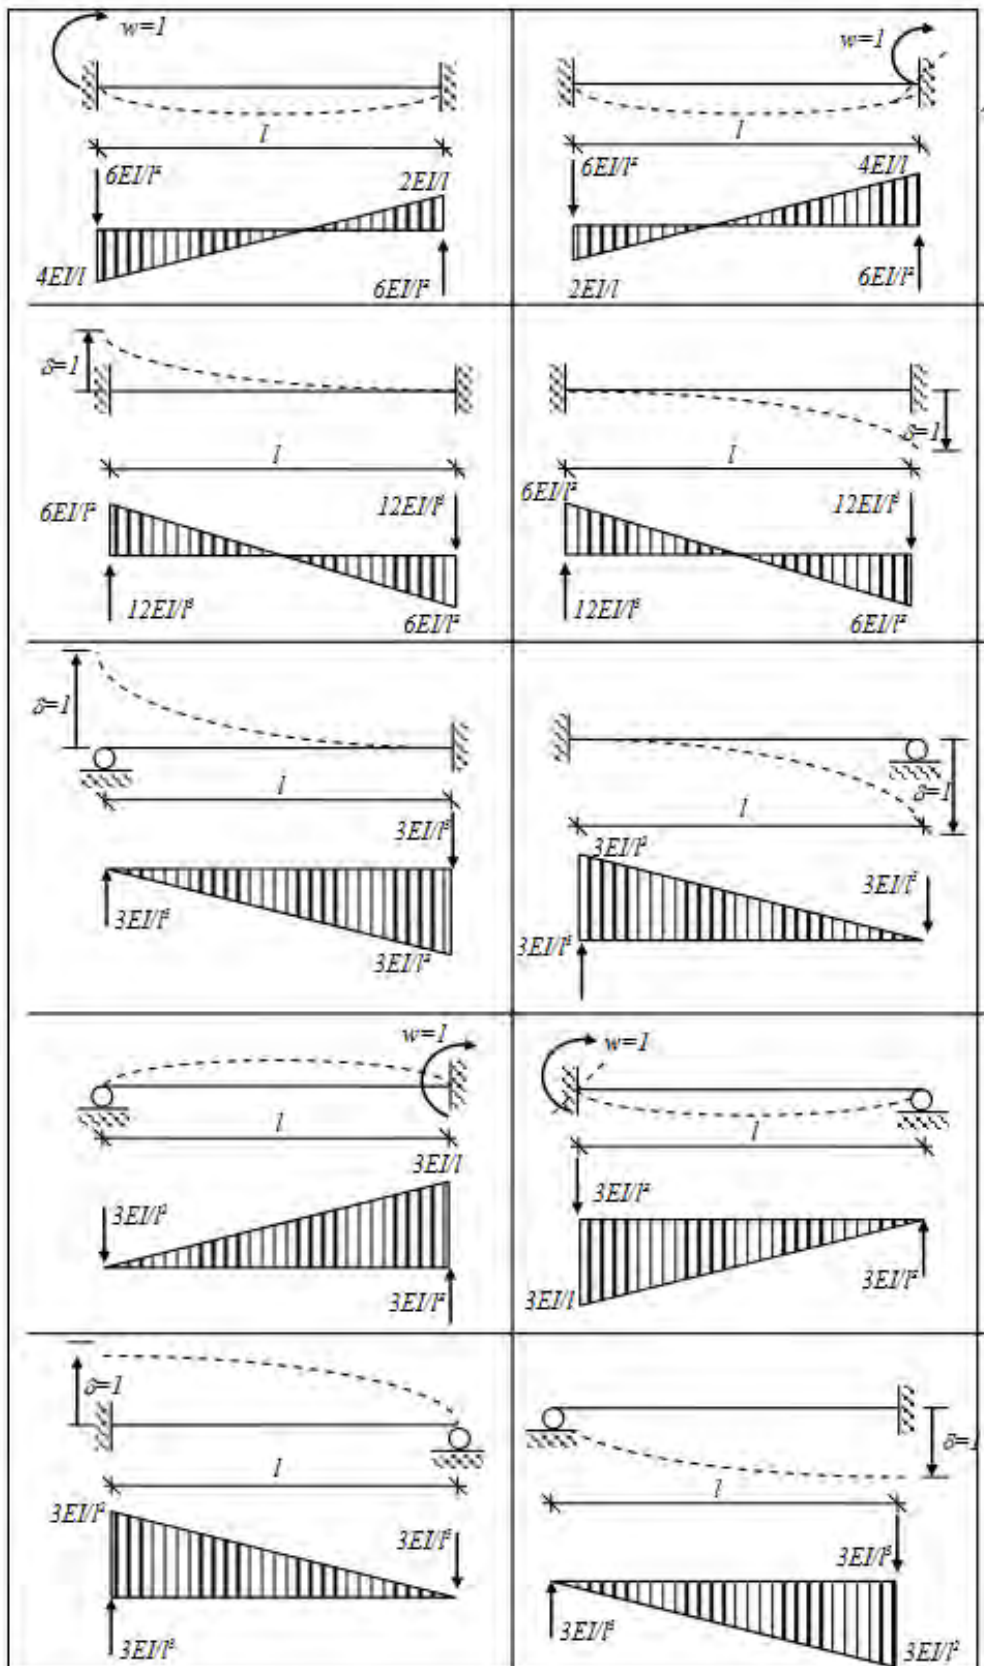 w=1
l
6EI/l²
2EI/l
4EI/l
6EI/l²
w=1
l
6EI/l²
4EI/l
2EI/l
6EI/l²
δ=1
l
6EI/l²
12EI/l³
12EI/l³
6EI/l²
δ=1
l
6EI/l²
12EI/l³
12EI/l³
6EI/l²
δ=1
l
3EI/l³
3EI/l³
3EI/l²
δ=1
l
3EI/l²
3EI/l³
3EI/l³
w=1
l
3EI/l
3EI/l²
3EI/l²
w=1
l
3EI/l²
3EI/l
3EI/l²
δ=1
l
3EI/l²
3EI/l³
3EI/l³
δ=1
l
3EI/l³
3EI/l³
3EI/l²